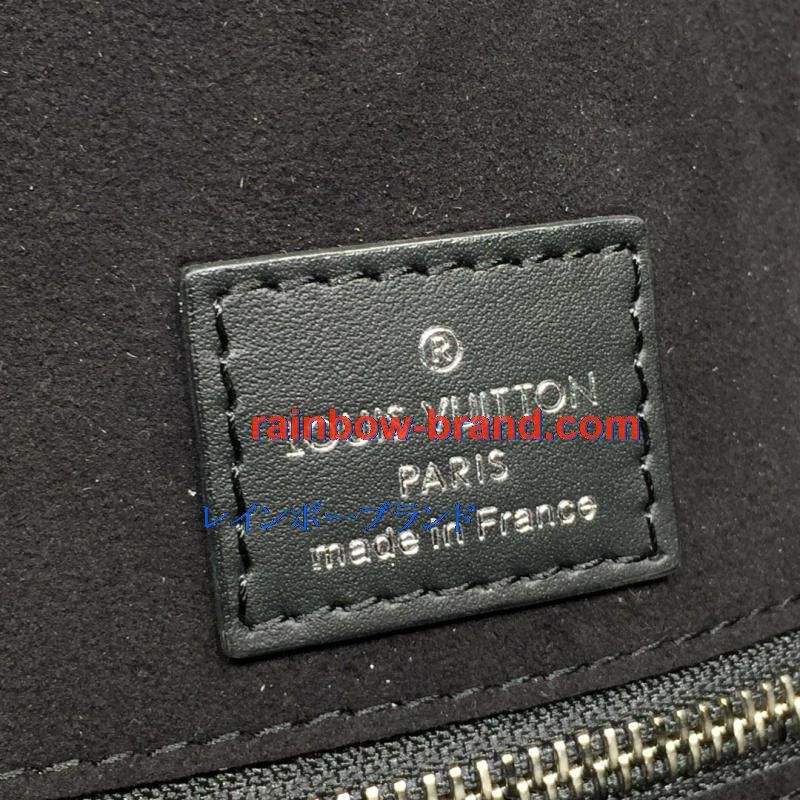 ®
LOUIS VUITTON
rainbow-brand.com
PARIS
レインボーブランド
made in France